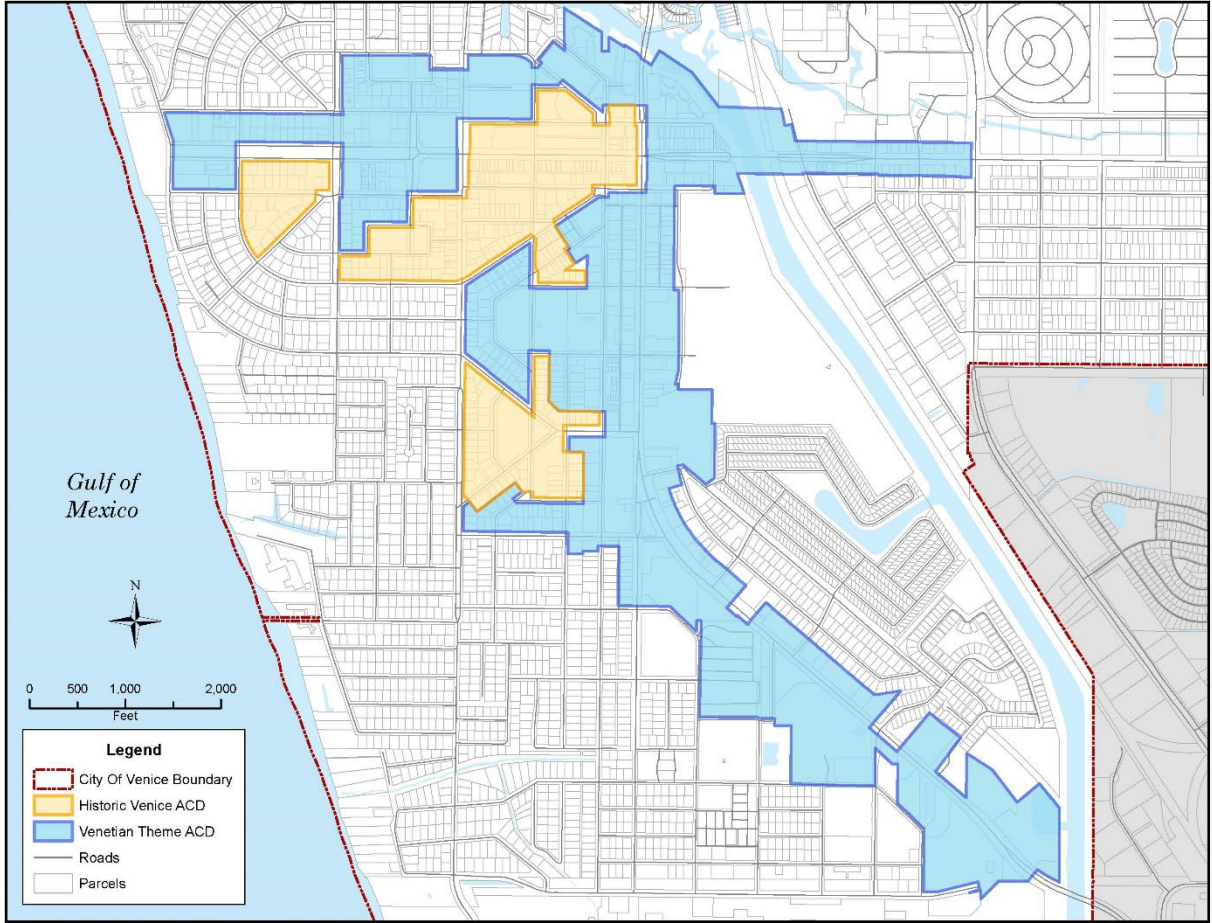 Gulf of
Mexico
N
0 500 1,000 2,000
Feet
Legend
City Of Venice Boundary
Historic Venice ACD
Venetian Theme ACD
Roads
Parcels